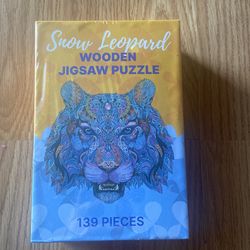 Snow Leopard
WOODEN
JIGSAW PUZZLE
139 PIECES